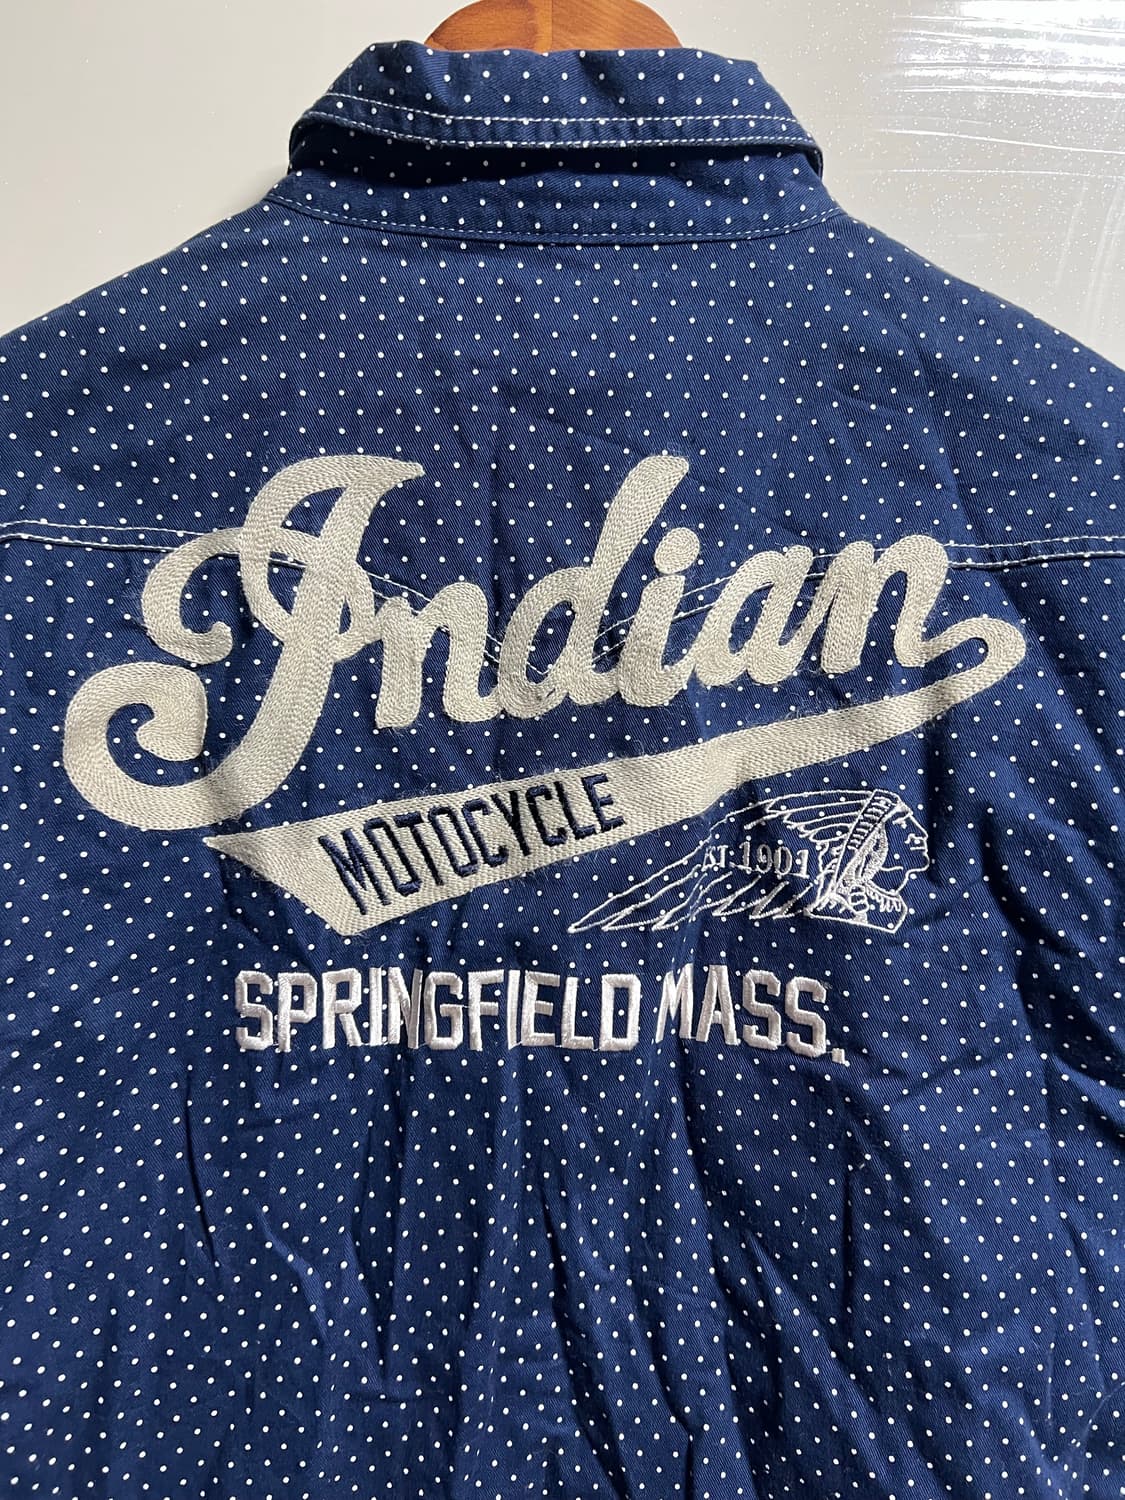 Indian
MOTOCYCLE
EST.1901
SPRINGFIELD MASS.